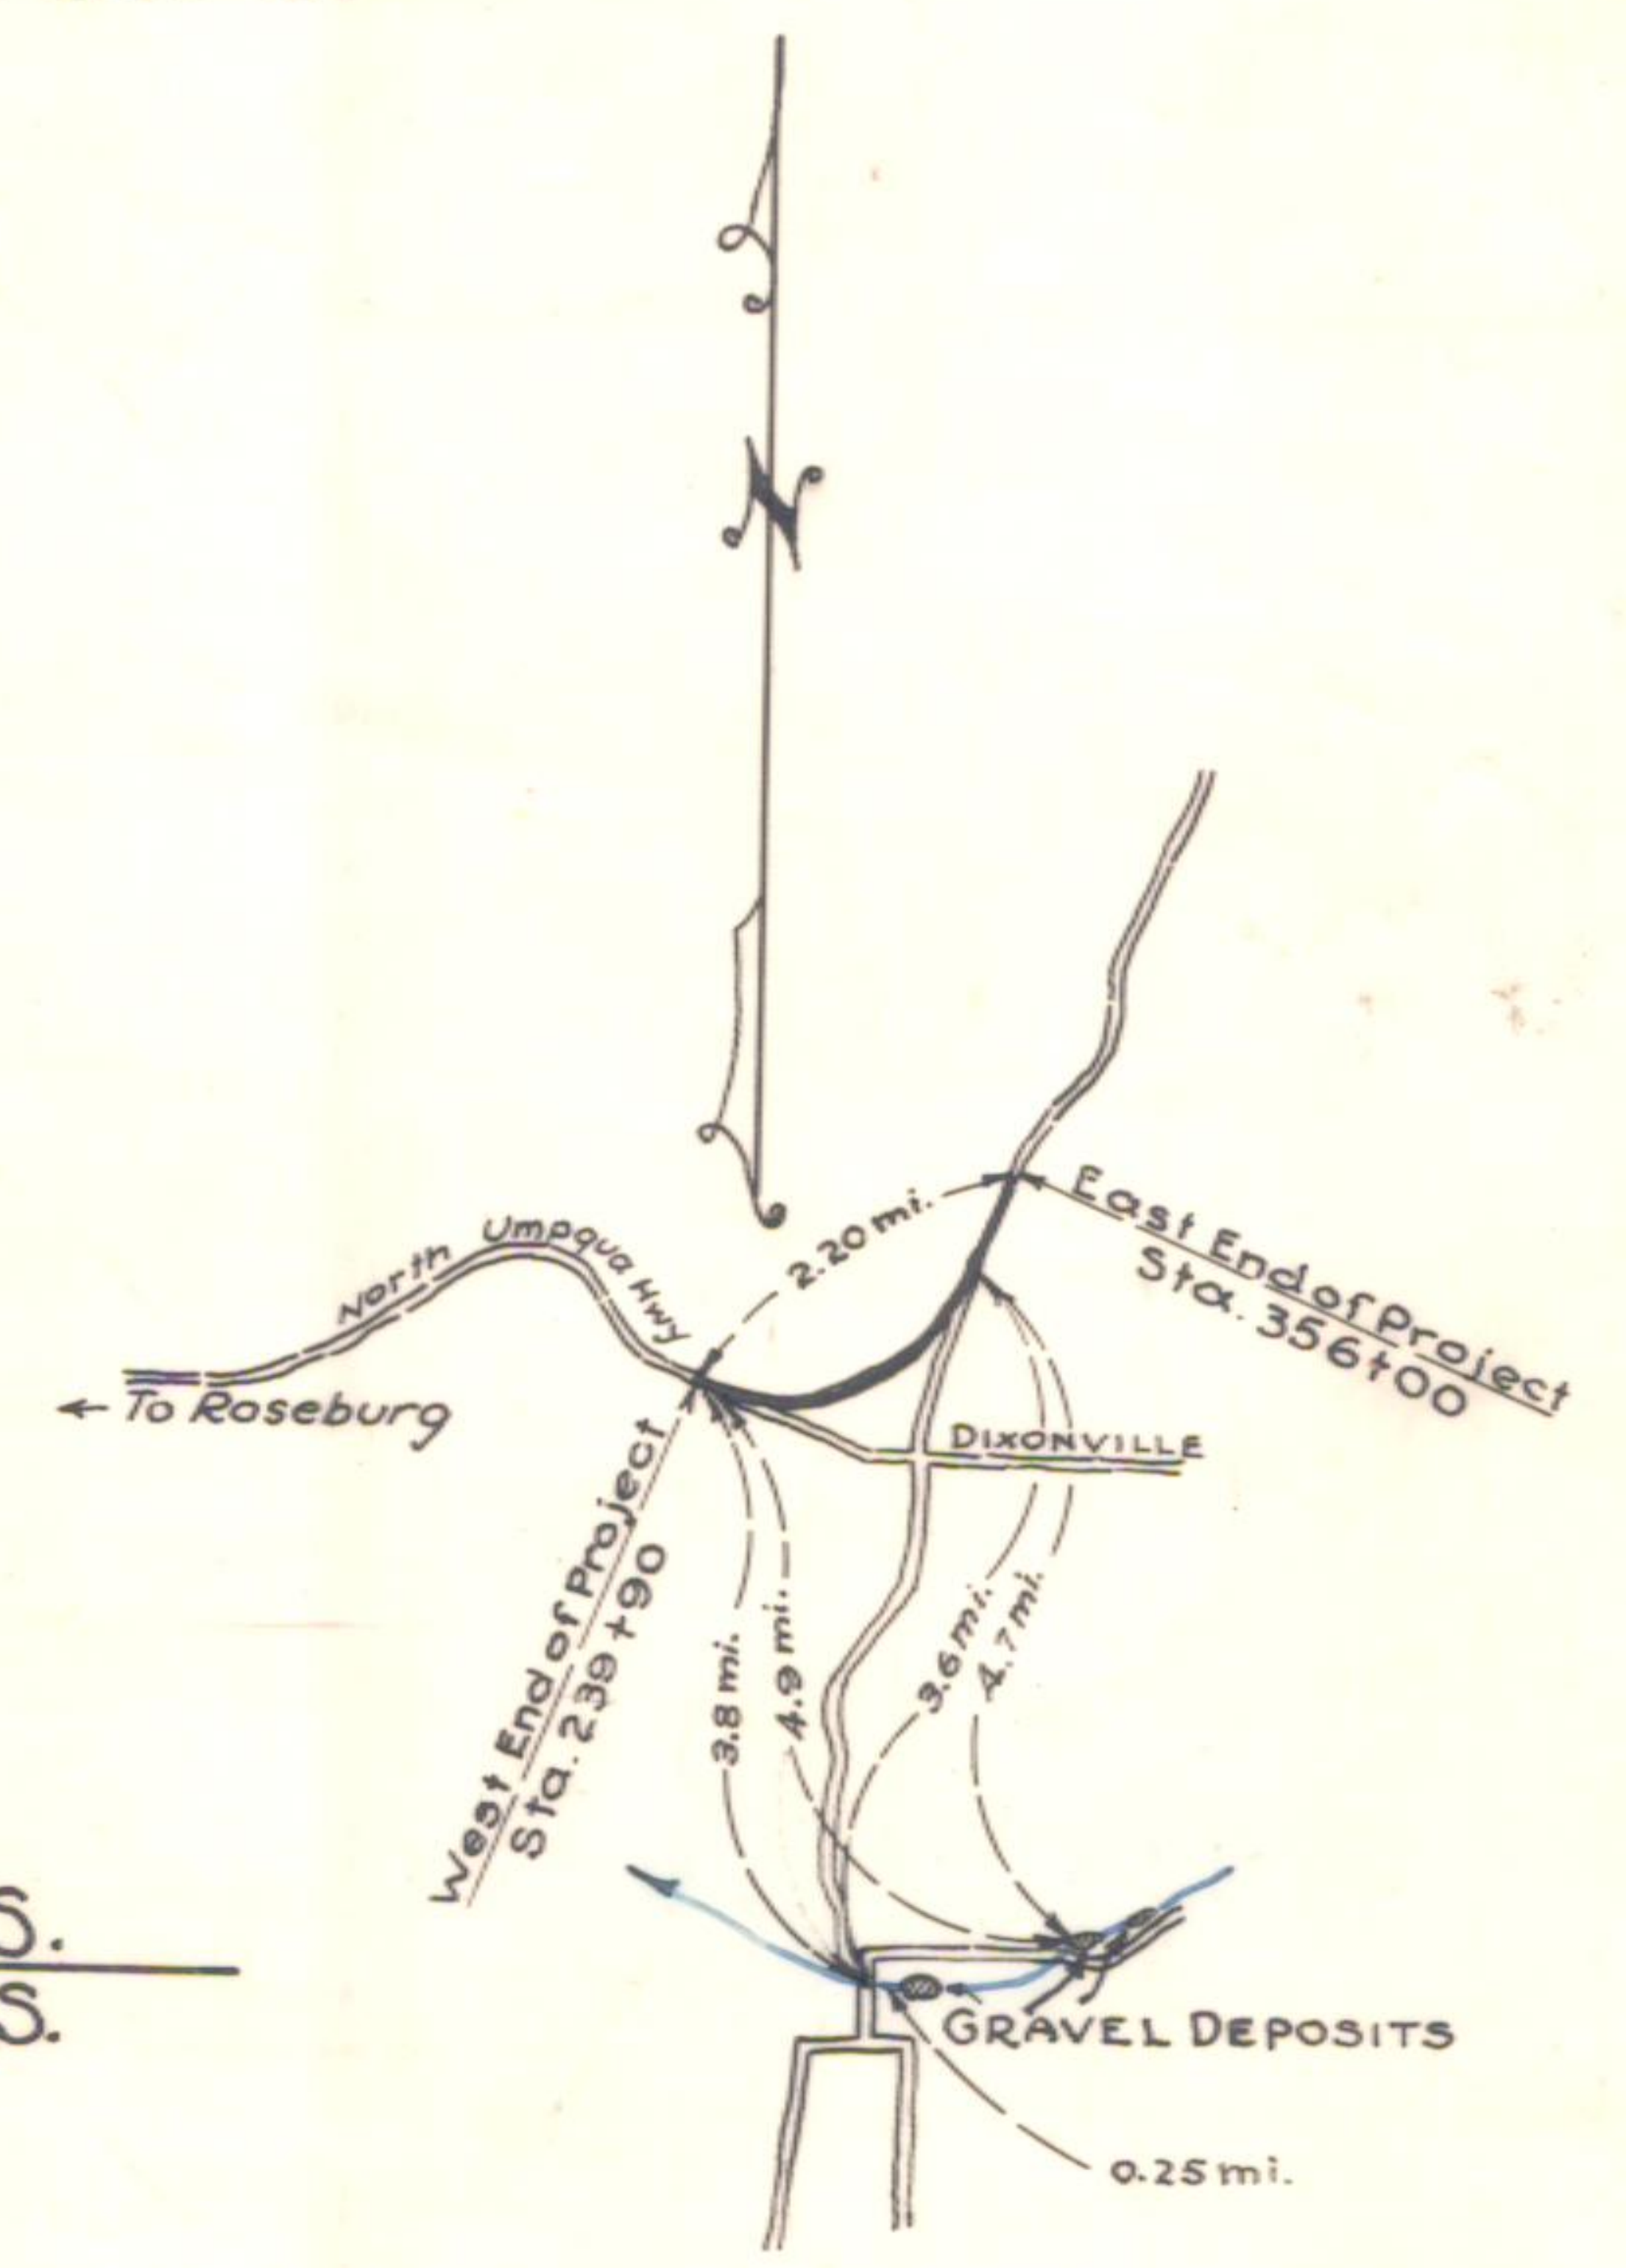 N
North Umpqua Hwy
← To Roseburg
2.20 mi.
East End of Project
Sta. 356+00
DIXONVILLE
West End of Project
Sta. 239+90
3.8 mi.
4.9 mi.
3.6 mi.
4.7 mi.
S.
S.
GRAVEL DEPOSITS
0.25 mi.